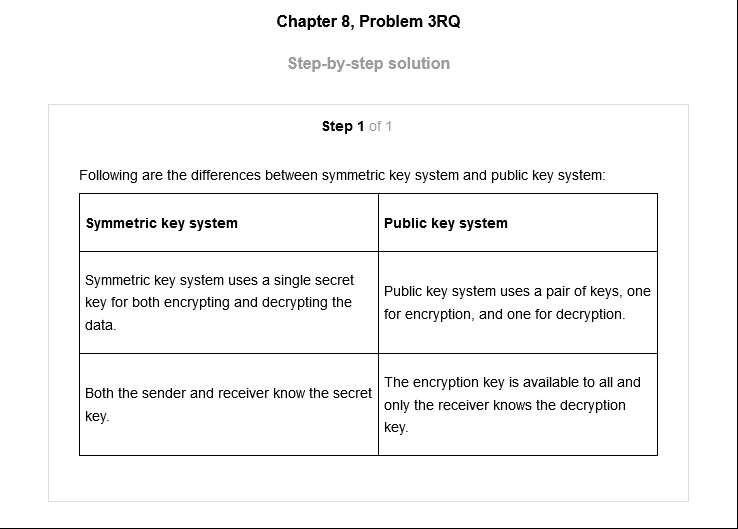 Chapter 8, Problem 3RQ
Step-by-step solution
Step 1 of 1
Following are the differences between symmetric key system and public key system:
Symmetric key system
Public key system
Symmetric key system uses a single secret
key for both encrypting and decrypting the
data.
Public key system uses a pair of keys, one
for encryption, and one for decryption.
Both the sender and receiver know the secret
key.
The encryption key is available to all and
only the receiver knows the decryption
key.